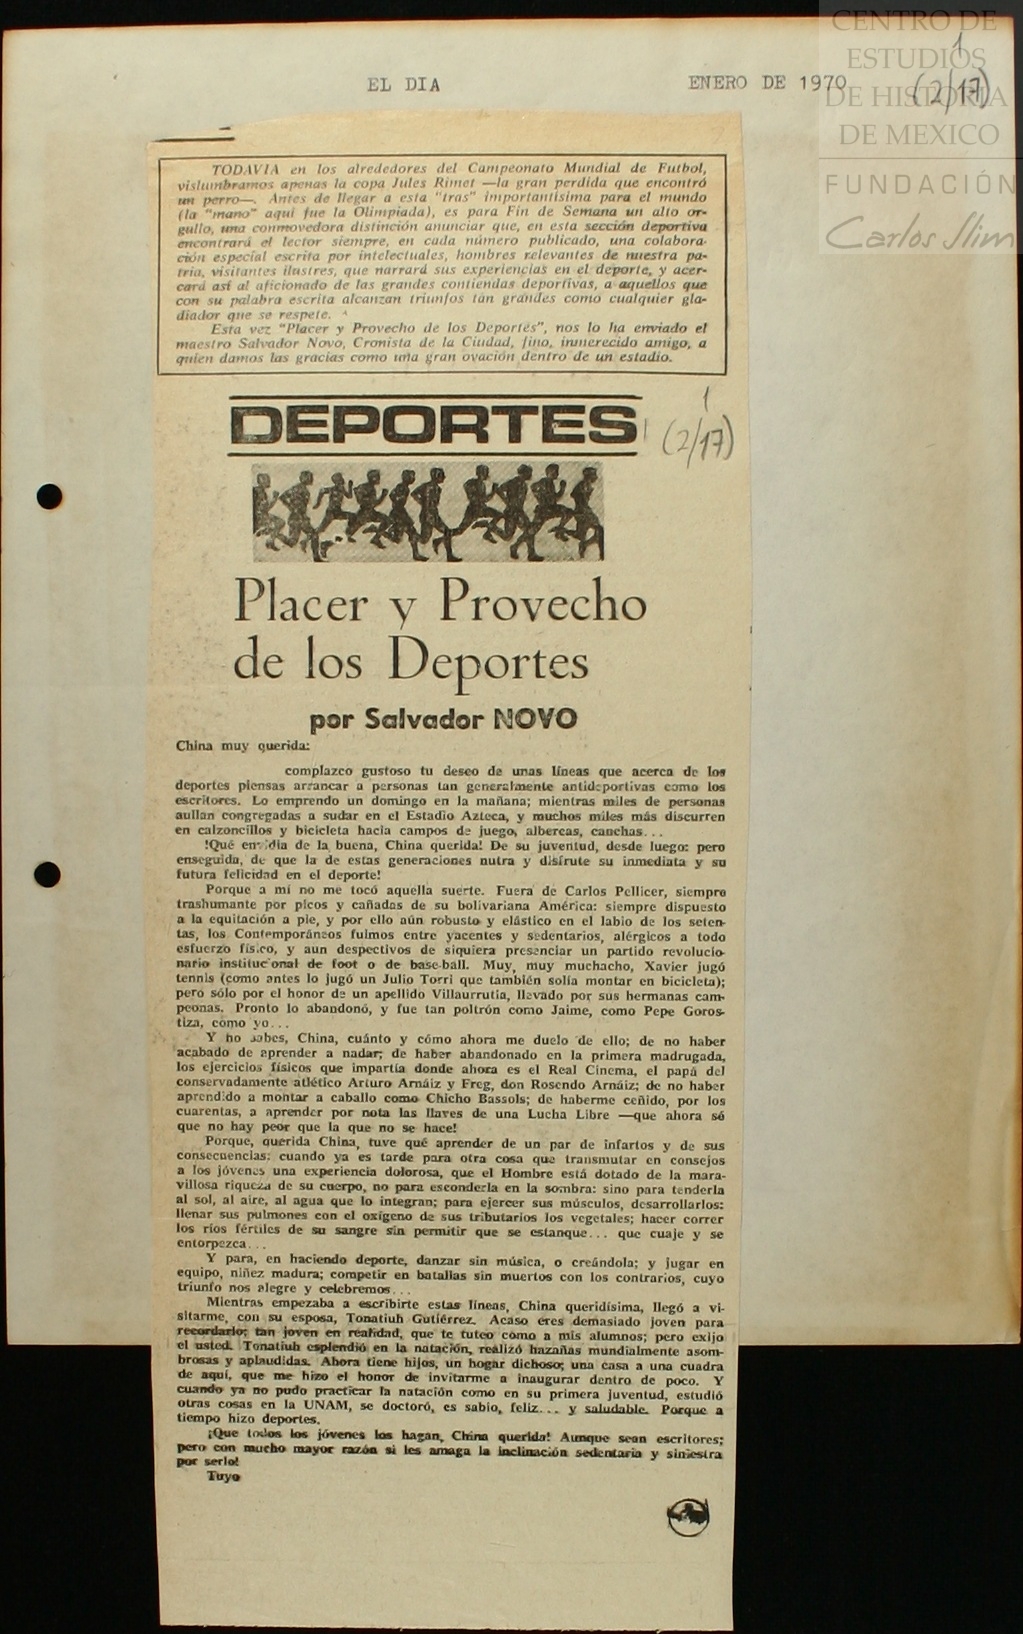 CENTRO DE
ESTUDIOS
DE HISTORIA
DE MEXICO
FUNDACIÓN
Carlos Slim
1
(2/17)
EL DIA
ENERO DE 1970
TODAVIA en los alrededores del Campeonato Mundial de Futbol,
vislumbramos apenas la copa Jules Rimet —la gran perdida que encontró
un perro—. Antes de llegar a esta "tras" importantísima para el mundo
(la "mano" aquí fue la Olimpiada), es para Fin de Semana un alto or-
gullo, una conmovedora distinción anunciar que, en esta sección deportiva
encontrará el lector siempre, en cada número publicado, una colabora-
ción especial escrita por intelectuales, hombres relevantes de nuestra pa-
tria, visitantes ilustres, que narrará sus experiencias en el deporte, y acer-
cará así al aficionado de las grandes contiendas deportivas, a aquellos que
con su palabra escrita alcanzan triunfos tan grandes como cualquier gla-
diador que se respete.
Esta vez "Placer y Provecho de los Deportes", nos lo ha enviado el
maestro Salvador Novo, Cronista de la Ciudad, fino, inmerecido amigo, a
quien damos las gracias como una gran ovación dentro de un estadio.
DEPORTES
1
(2/17)
Placer y Provecho
de los Deportes
por Salvador NOVO
China muy querida:
complazco gustoso tu deseo de unas líneas que acerca de los
deportes piensas arrancar a personas tan generalmente antideportivas como los
escritores. Lo emprendo un domingo en la mañana; mientras miles de personas
aullan congregadas a sudar en el Estadio Azteca, y muchos miles más discurren
en calzoncillos y bicicleta hacia campos de juego, albercas, canchas...
!Qué envidia de la buena, China querida! De su juventud, desde luego: pero
enseguida, de que la de estas generaciones nutra y disfrute su inmediata y su
futura felicidad en el deporte!
Porque a mí no me tocó aquella suerte. Fuera de Carlos Pellicer, siempre
trashumante por picos y cañadas de su bolivariana América: siempre dispuesto
a la equitación a pie, y por ello aún robusto y elástico en el labio de los seten-
tas, los Contemporáneos fuimos entre yacentes y sedentarios, alérgicos a todo
esfuerzo físico, y aun despectivos de siquiera presenciar un partido revolucio-
nario institucional de foot o de base-ball. Muy, muy muchacho, Xavier jugó
tennis (como antes lo jugó un Julio Torri que también solía montar en bicicleta);
pero sólo por el honor de un apellido Villaurrutia, llevado por sus hermanas cam-
peonas. Pronto lo abandonó, y fue tan poltrón como Jaime, como Pepe Goros-
tiza, como yo...
Y no sabes, China, cuánto y cómo ahora me duelo de ello; de no haber
acabado de aprender a nadar; de haber abandonado en la primera madrugada,
los ejercicios físicos que impartía donde ahora es el Real Cinema, el papá del
conservadamente atlético Arturo Arnáiz y Freg, don Rosendo Arnáiz; de no haber
aprendido a montar a caballo como Chicho Bassols; de haberme ceñido, por los
cuarentas, a aprender por nota las llaves de una Lucha Libre —que ahora sé
que no hay peor que la que no se hace!
Porque, querida China, tuve qué aprender de un par de infartos y de sus
consecuencias: cuando ya es tarde para otra cosa que transmutar en consejos
a los jóvenes una experiencia dolorosa, que el Hombre está dotado de la mara-
villosa riqueza de su cuerpo, no para esconderla en la sombra: sino para tenderla
al sol, al aire, al agua que lo integran; para ejercer sus músculos, desarrollarlos:
llenar sus pulmones con el oxígeno de sus tributarios los vegetales; hacer correr
los ríos fértiles de su sangre sin permitir que se estanque... que cuaje y se
entorpezca...
Y para, en haciendo deporte, danzar sin música, o creándola; y jugar en
equipo, niñez madura; competir en batallas sin muertos con los contrarios, cuyo
triunfo nos alegre y celebremos...
Mientras empezaba a escribirte estas líneas, China queridísima, llegó a vi-
sitarme, con su esposa, Tonatiuh Gutiérrez. Acaso eres demasiado joven para
recordarlo; tan joven en realidad, que te tuteo como a mis alumnos; pero exijo
el usted. Tonatiuh esplendió en la natación, realizó hazañas mundialmente asom-
brosas y aplaudidas. Ahora tiene hijos, un hogar dichoso; una casa a una cuadra
de aquí, que me hizo el honor de invitarme a inaugurar dentro de poco. Y
cuando ya no pudo practicar la natación como en su primera juventud, estudió
otras cosas en la UNAM, se doctoró, es sabio, feliz... y saludable. Porque a
tiempo hizo deportes.
¡Que todos los jóvenes los hagan, China querida! Aunque sean escritores;
pero con mucho mayor razón si les amaga la inclinación sedentaria y siniestra
por serlo!
Tuyo